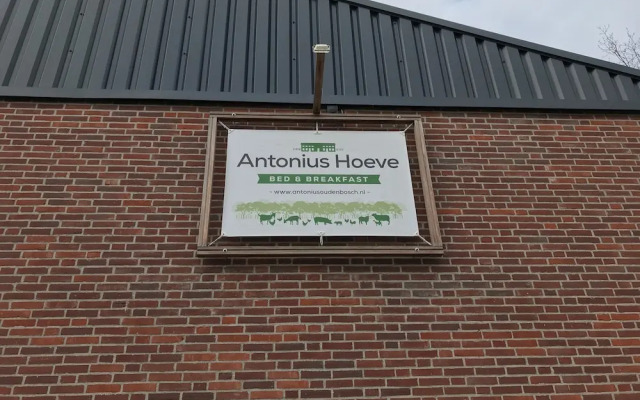 Antonius Hoeve
BED & BREAKFAST
- www.antoniusoudenbosch.nl -